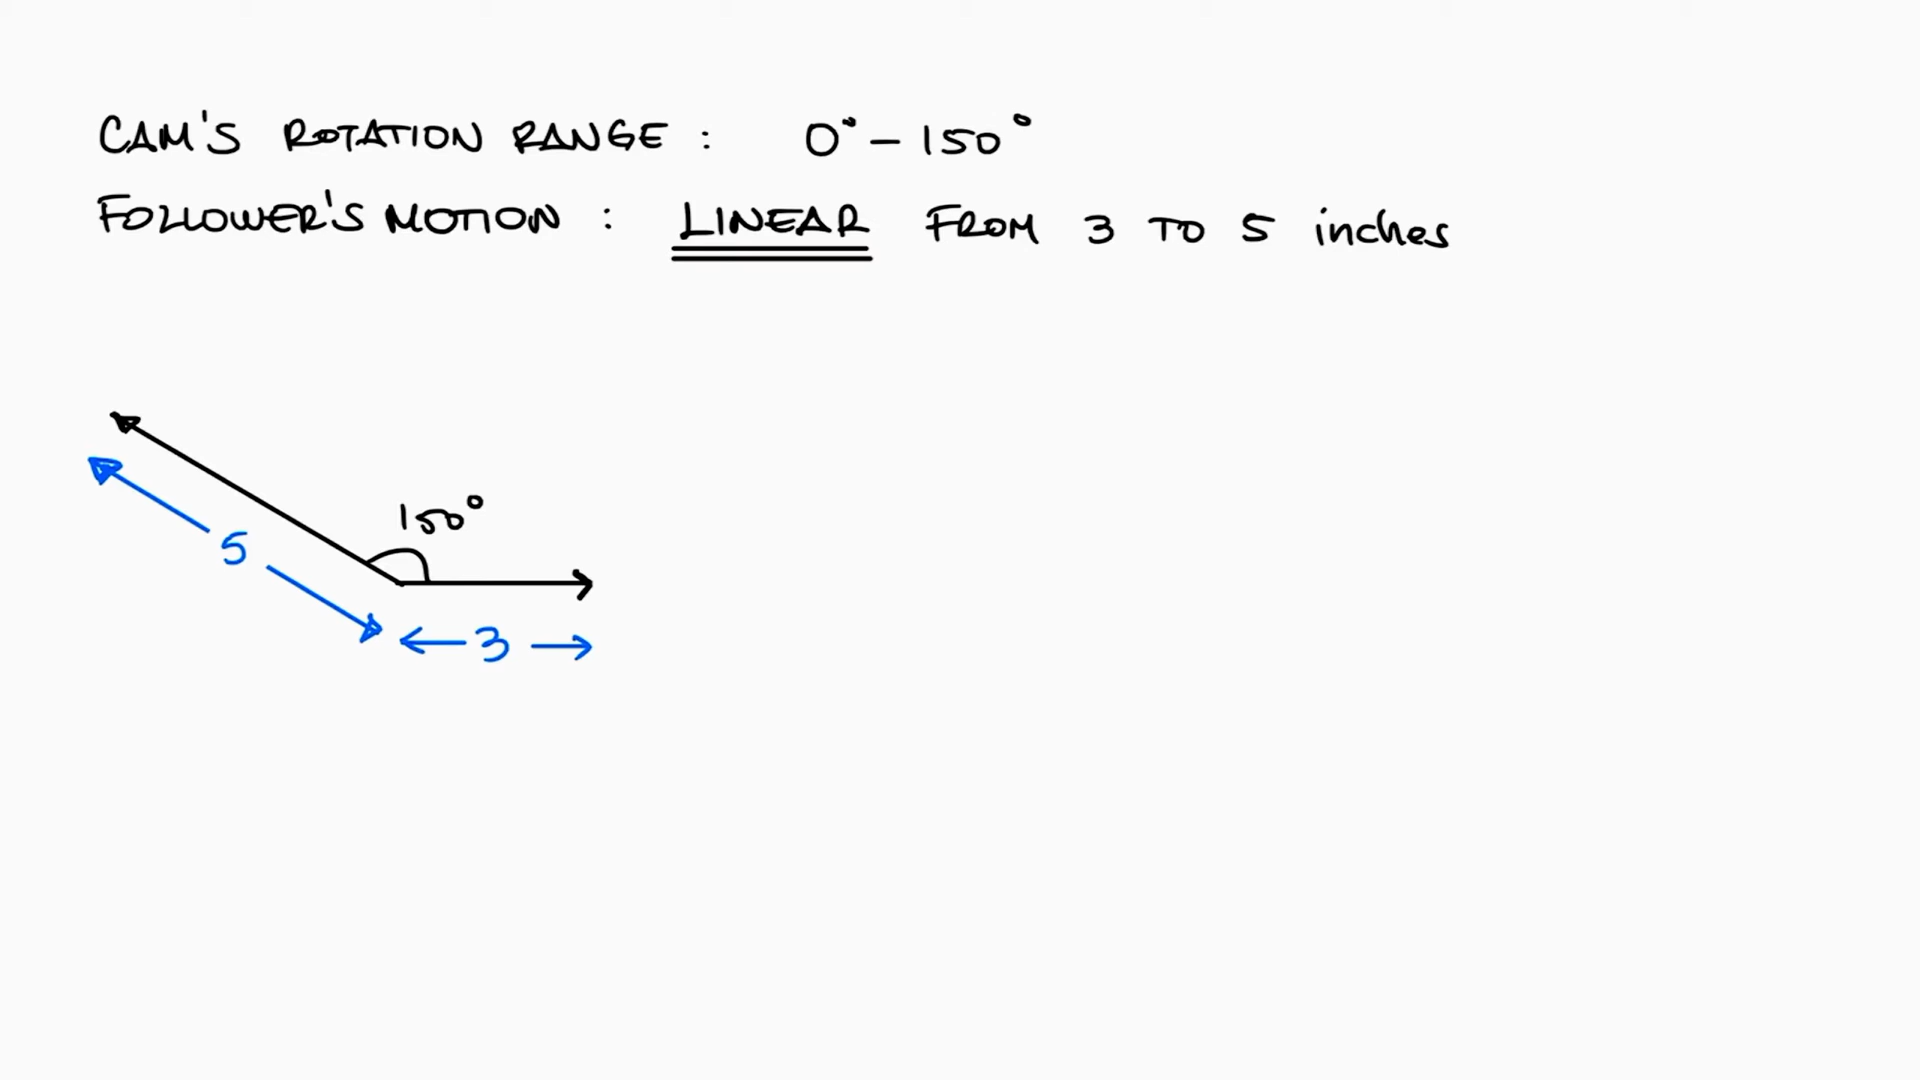 CAM'S ROTATION RANGE : 0° - 150°
FOLLOWER'S MOTION : LINEAR FROM 3 TO 5 inches
150°
5
3